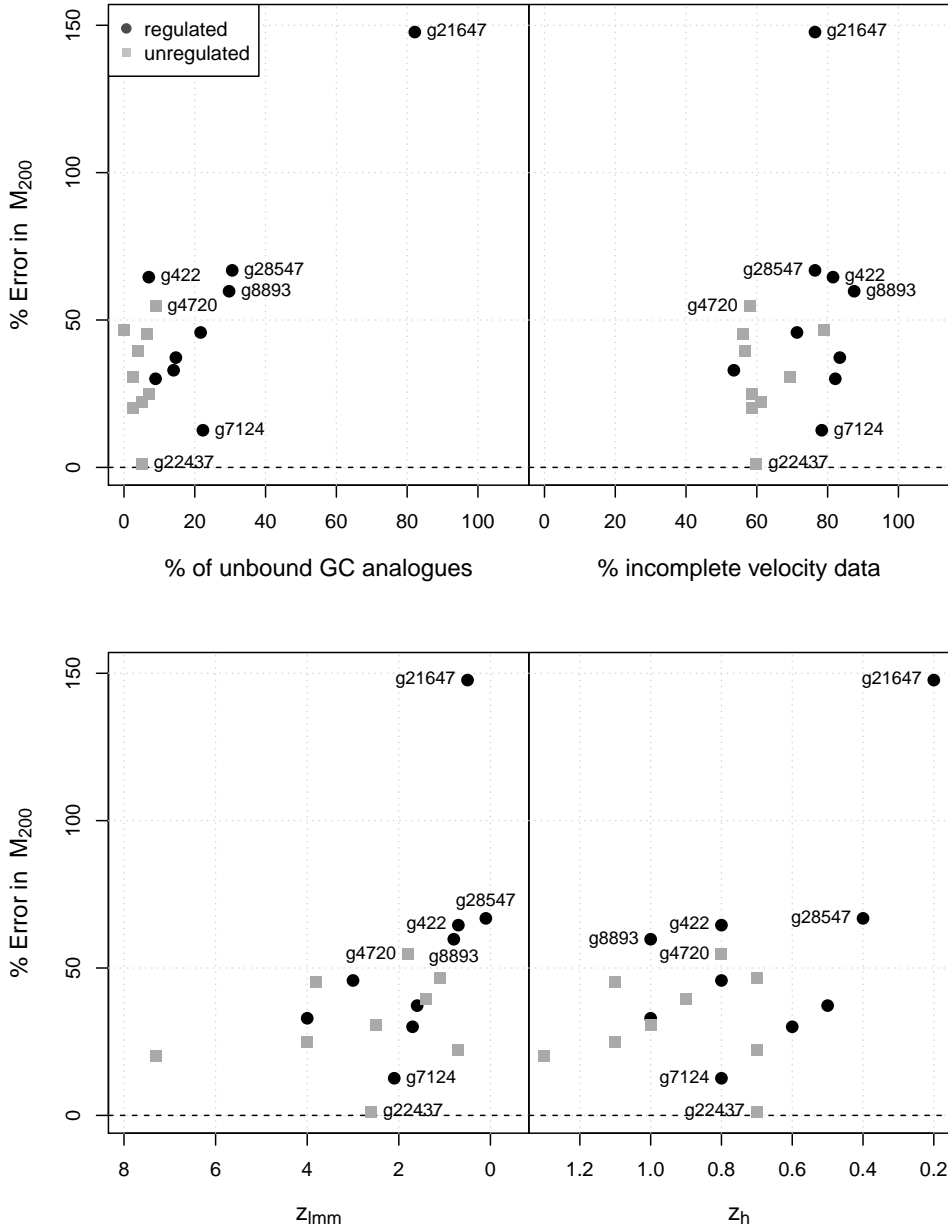 regulated
unregulated
g21647
g422
g28547
g8893
g4720
g7124
g22437
150
100
50
0
% Error in M200
0 20 40 60 80 100
% of unbound GC analogues
g21647
g28547
g422
g8893
g4720
g7124
g22437
0 20 40 60 80 100
% incomplete velocity data
g21647
g28547
g422
g4720
g8893
g7124
g22437
150
100
50
0
% Error in M200
8 6 4 2 0
zlmm
g21647
g422
g28547
g8893
g4720
g7124
g22437
1.2 1.0 0.8 0.6 0.4 0.2
zh